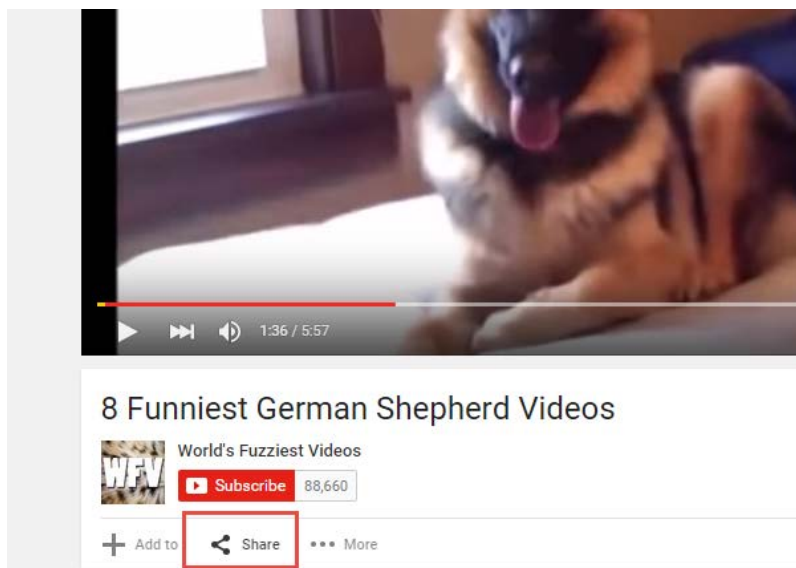 1:36 / 5:57
8 Funniest German Shepherd Videos
WFV
World's Fuzziest Videos
Subscribe 88,660
Add to Share More